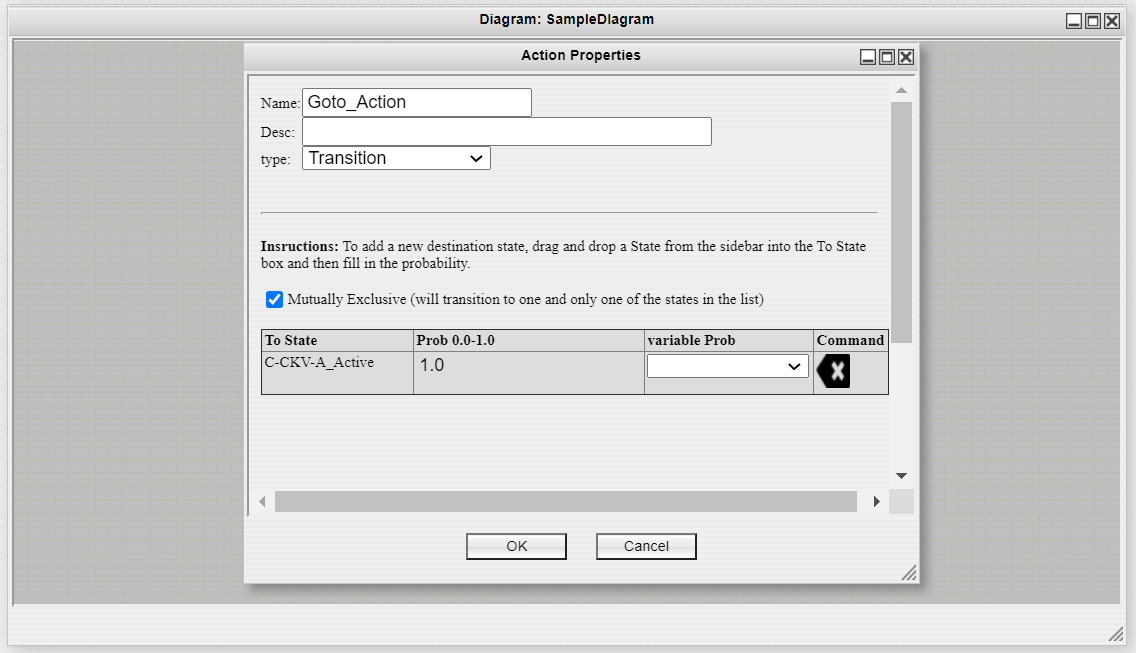 Diagram: SampleDIagram
Action Properties
Name: Goto_Action
Desc:
type: Transition
Insructions: To add a new destination state, drag and drop a State from the sidebar into the To State
box and then fill in the probability.
Mutually Exclusive (will transition to one and only one of the states in the list)
To State Prob 0.0-1.0 variable Prob Command
C-CKV-A_Active 1.0
OK Cancel